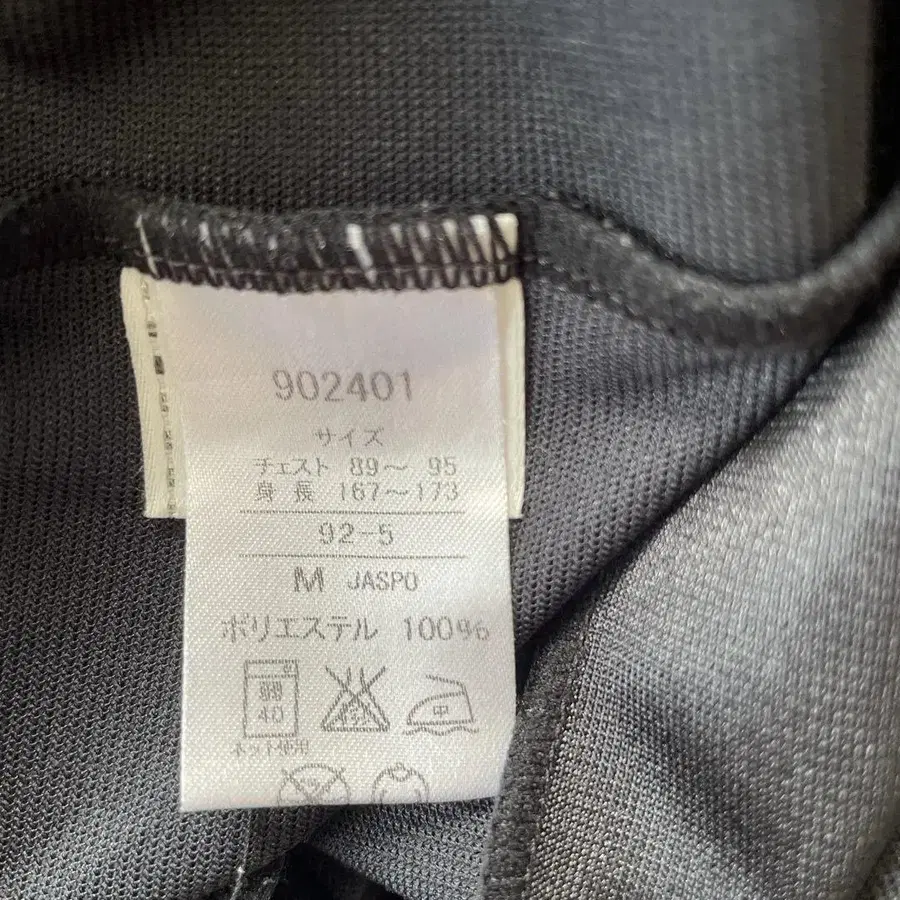 902401
サイズ
チェスト 89～ 95
身 長 167～173
92-5
M JASPO
ポリエステル 100%
40
中
ネット使用